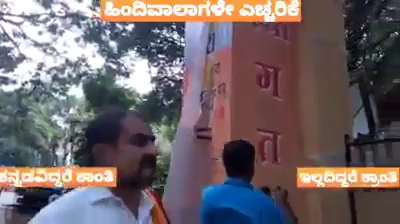 ಹಿಂದಿವಾಲಾಗಳೇ ಎಚ್ಚರಿಕೆ
ग
त
ಕನ್ನಡವಿದ್ದರೆ ಶಾಂತಿ
ಇಲ್ಲದಿದ್ದರೆ ಕ್ರಾಂತಿ